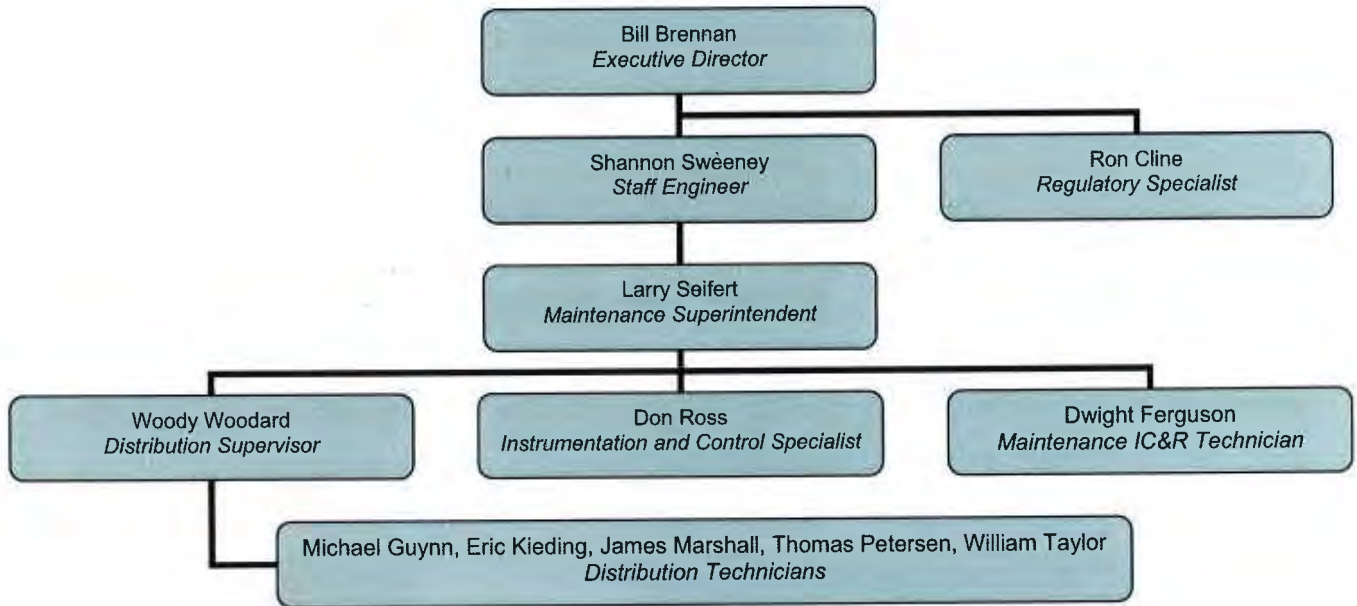 Bill Brennan
Executive Director
Shannon Swèeney
Staff Engineer
Ron Cline
Regulatory Specialist
Larry Seifert
Maintenance Superintendent
Woody Woodard
Distribution Supervisor
Don Ross
Instrumentation and Control Specialist
Dwight Ferguson
Maintenance IC&R Technician
Michael Guynn, Eric Kieding, James Marshall, Thomas Petersen, William Taylor
Distribution Technicians